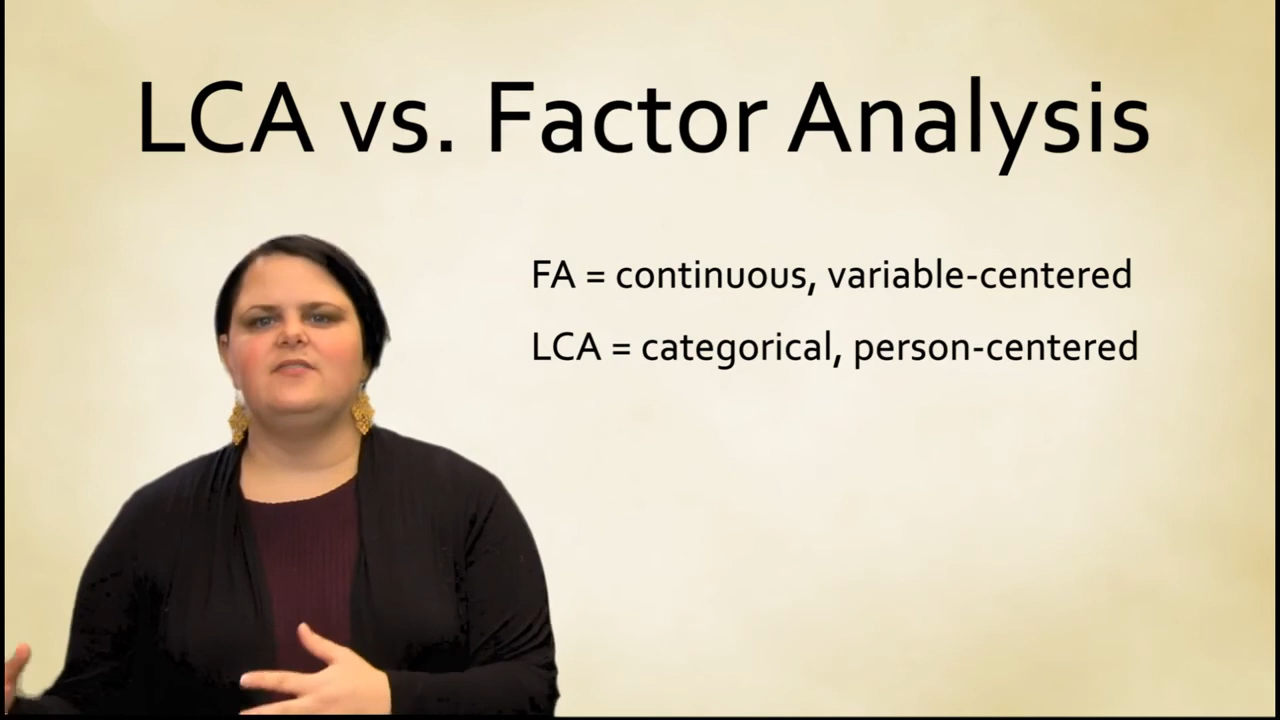 LCA vs. Factor Analysis
FA = continuous, variable-centered
LCA = categorical, person-centered